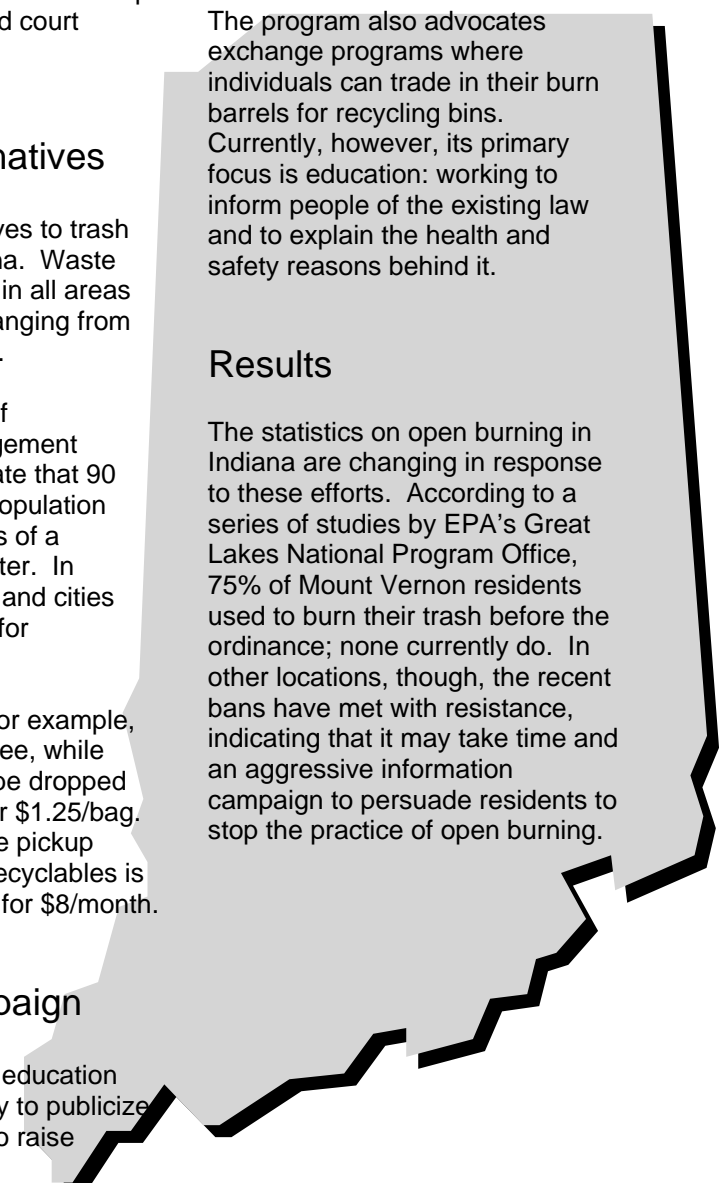 d court
natives
ves to trash
na. Waste
in all areas
anging from
.
f
gement
ate that 90
opulation
s of a
ter. In
and cities
for
or example,
ee, while
be dropped
r $1.25/bag.
e pickup
ecyclables is
for $8/month.
paign
education
y to publicize
o raise
The program also advocates
exchange programs where
individuals can trade in their burn
barrels for recycling bins.
Currently, however, its primary
focus is education: working to
inform people of the existing law
and to explain the health and
safety reasons behind it.
Results
The statistics on open burning in
Indiana are changing in response
to these efforts. According to a
series of studies by EPA's Great
Lakes National Program Office,
75% of Mount Vernon residents
used to burn their trash before the
ordinance; none currently do. In
other locations, though, the recent
bans have met with resistance,
indicating that it may take time and
an aggressive information
campaign to persuade residents to
stop the practice of open burning.